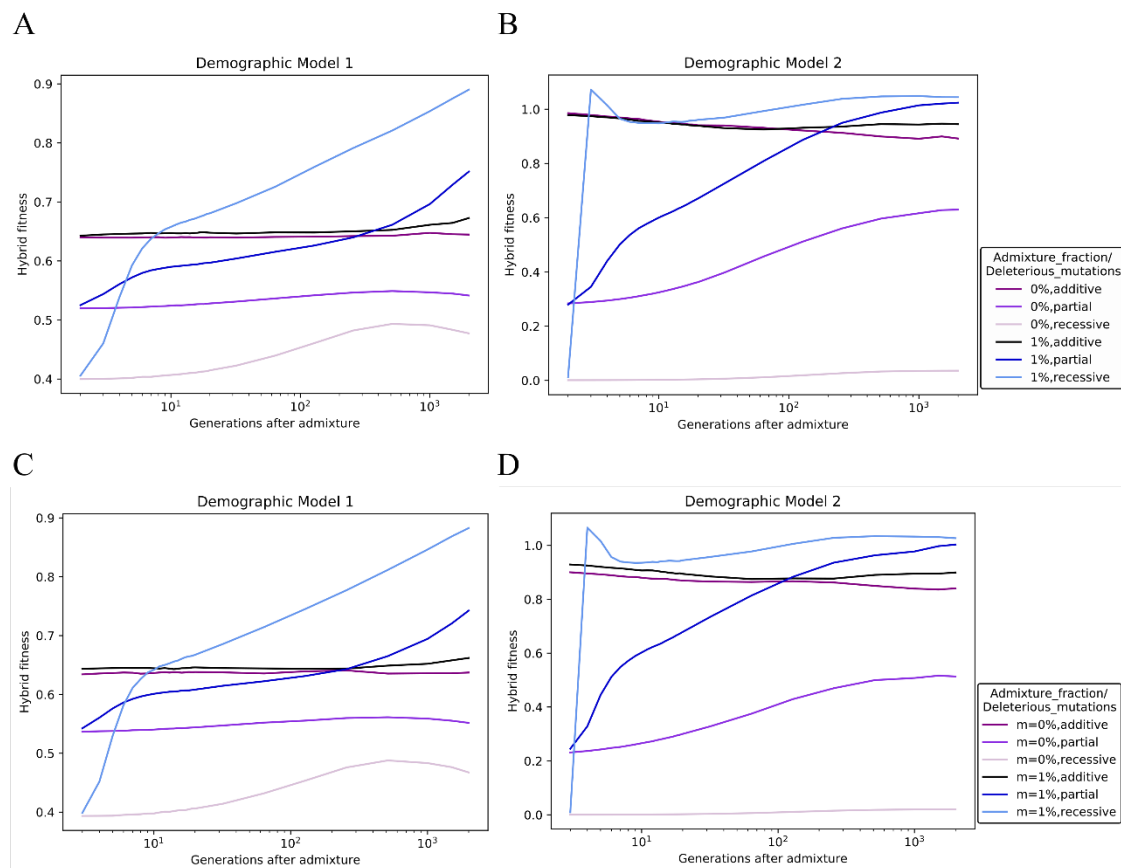 A
B
Demographic Model 1
Demographic Model 2
0.9
0.8
0.7
0.6
0.5
0.4
Hybrid fitness
10¹
10²
10³
Generations after admixture
1.0
0.8
0.6
0.4
0.2
0.0
Hybrid fitness
10¹
10²
10³
Generations after admixture
Admixture_fraction/
Deleterious_mutations
0%,additive
0%,partial
0%,recessive
1%,additive
1%,partial
1%,recessive
C
D
Demographic Model 1
Demographic Model 2
0.9
0.8
0.7
0.6
0.5
0.4
Hybrid fitness
10¹
10²
10³
Generations after admixture
1.0
0.8
0.6
0.4
0.2
0.0
Hybrid fitness
10¹
10²
10³
Generations after admixture
Admixture_fraction/
Deleterious_mutations
m=0%,additive
m=0%,partial
m=0%,recessive
m=1%,additive
m=1%,partial
m=1%,recessive